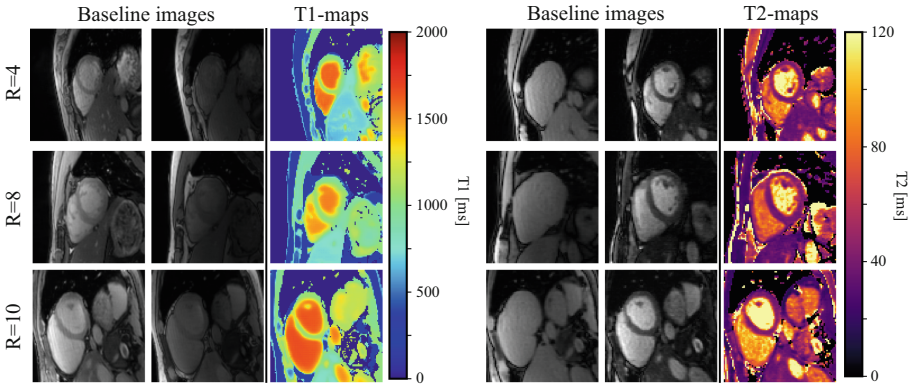 Baseline images T1-maps
Baseline images T2-maps
R=4
R=8
R=10
2000
1500
1000
500
0
T1 [ms]
120
80
40
0
T2 [ms]